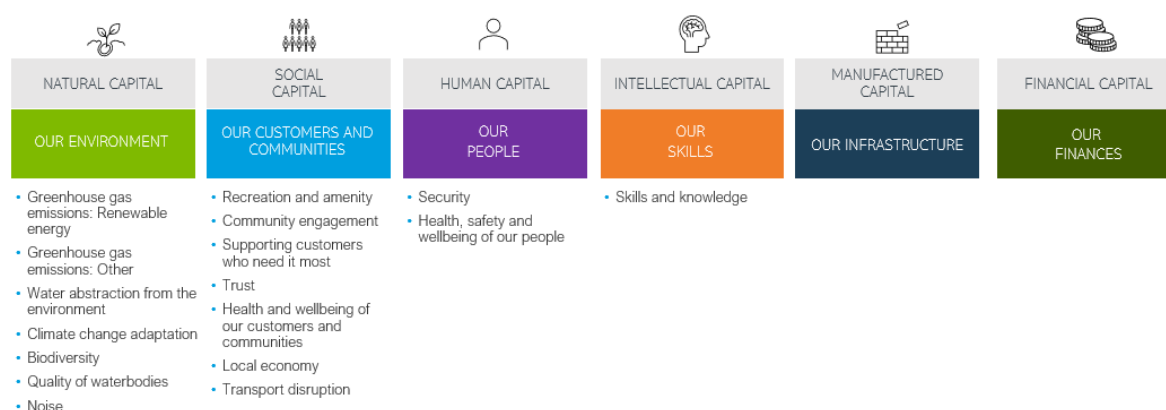 NATURAL CAPITAL
SOCIAL
CAPITAL
HUMAN CAPITAL
INTELLECTUAL CAPITAL
MANUFACTURED
CAPITAL
FINANCIAL CAPITAL
OUR ENVIRONMENT
OUR CUSTOMERS AND
COMMUNITIES
OUR
PEOPLE
OUR
SKILLS
OUR INFRASTRUCTURE
OUR
FINANCES
• Greenhouse gas
emissions: Renewable
energy
• Greenhouse gas
emissions: Other
• Water abstraction from the
environment
• Climate change adaptation
• Biodiversity
• Quality of waterbodies
• Noise
• Recreation and amenity
• Community engagement
• Supporting customers
who need it most
• Trust
• Health and wellbeing of
our customers and
communities
• Local economy
• Transport disruption
• Security
• Health, safety and
wellbeing of our people
• Skills and knowledge